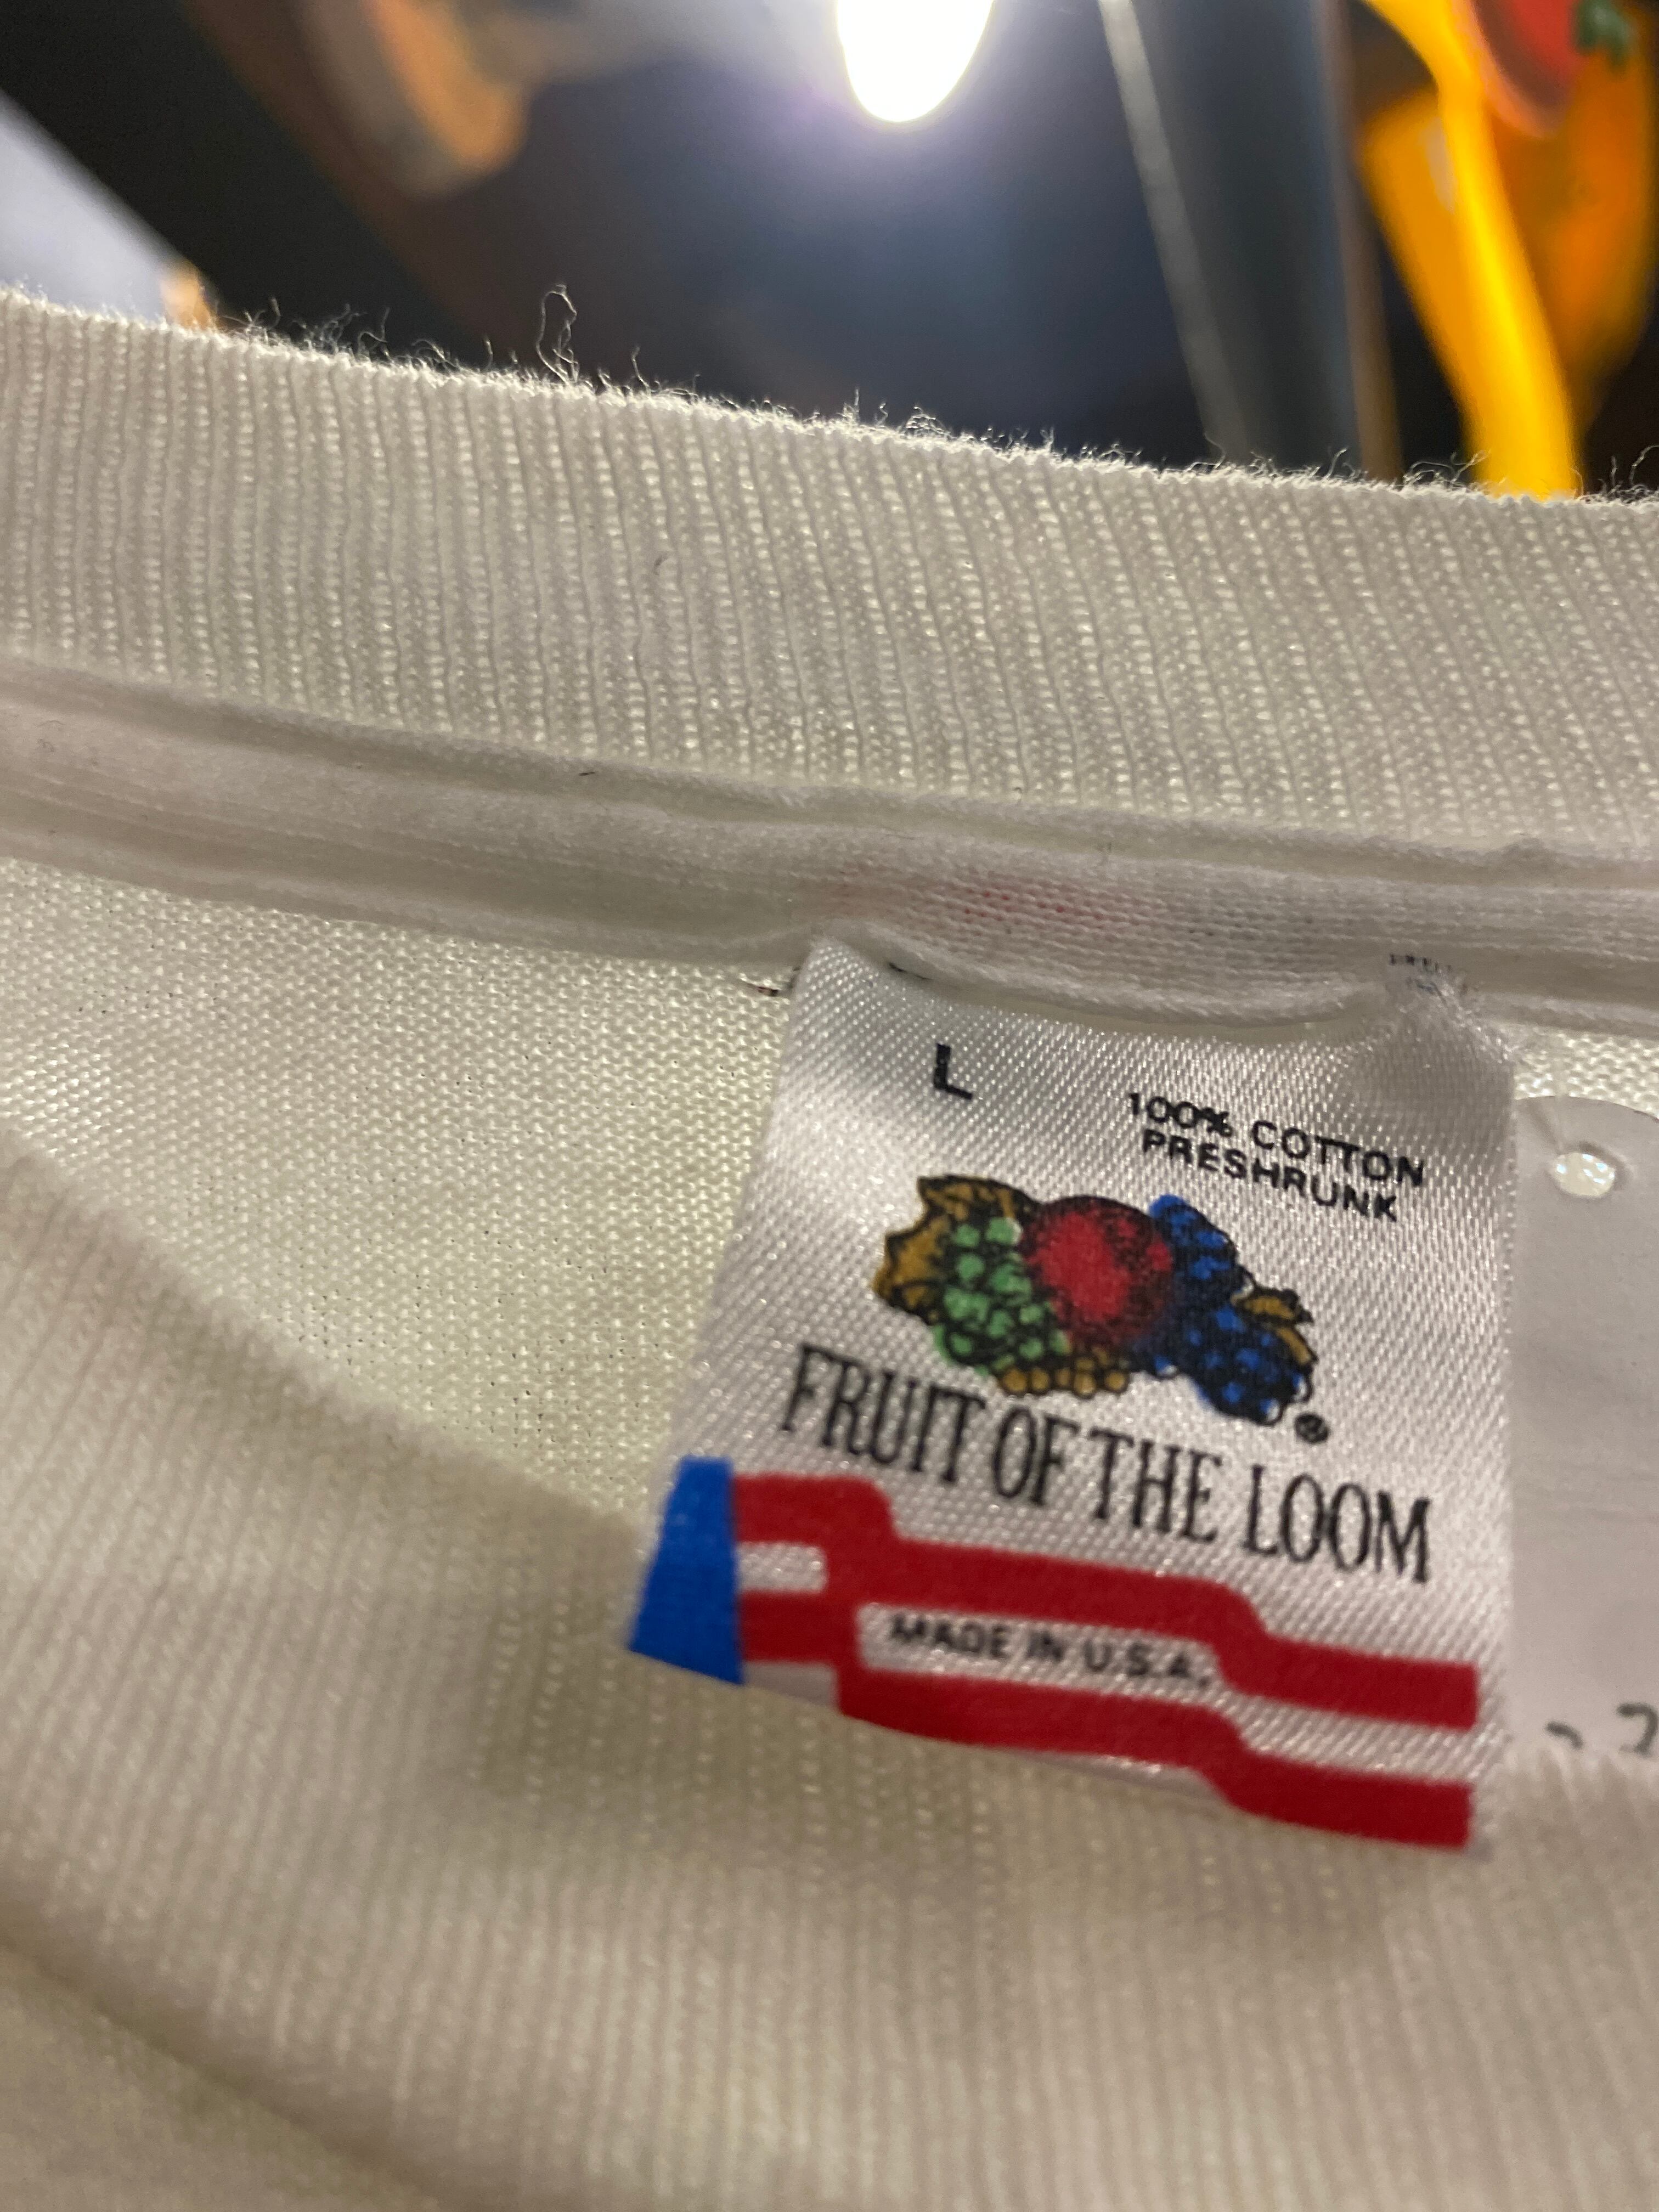 L
100% COTTON
PRESHRUNK
®
FRUIT OF THE LOOM
MADE IN U.S.A.